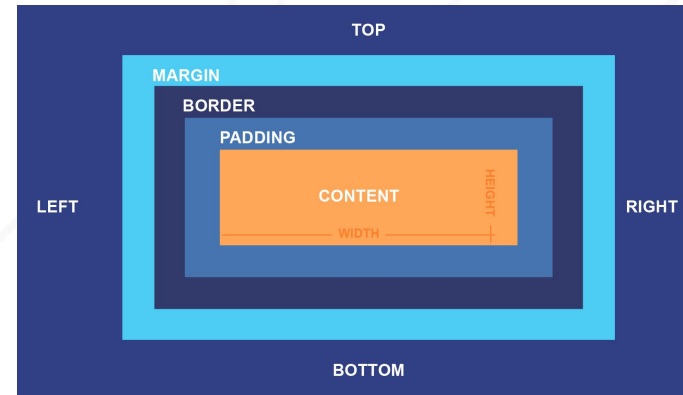 TOP
MARGIN
BORDER
PADDING
CONTENT
HEIGHT
LEFT
RIGHT
WIDTH
BOTTOM